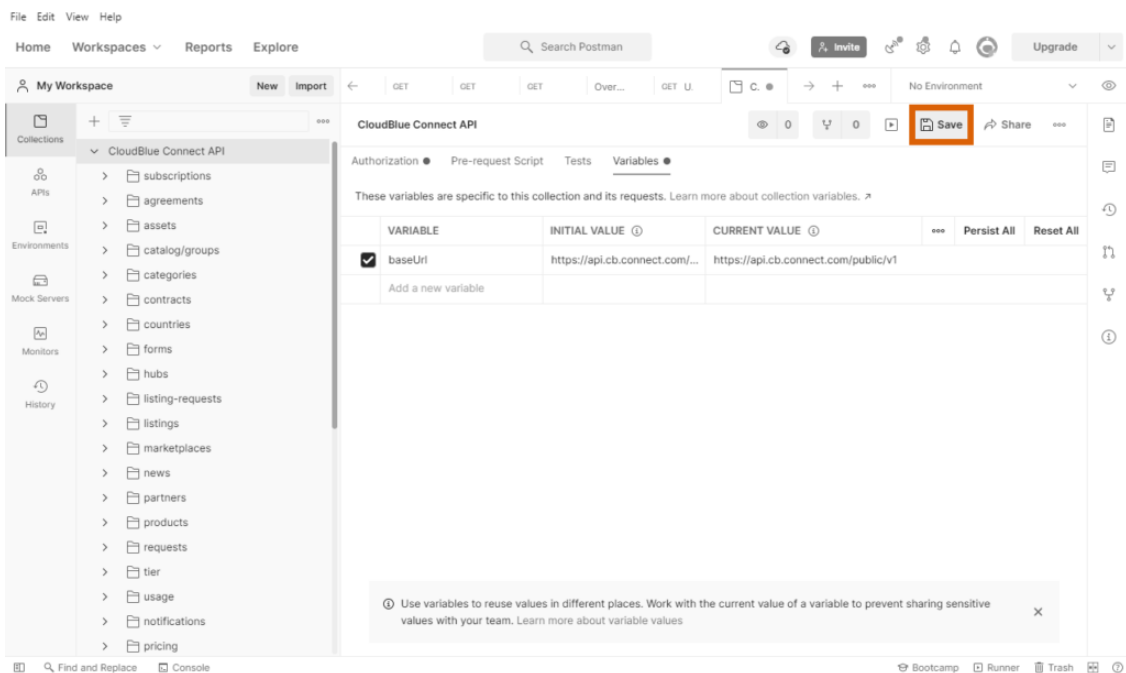 File Edit View Help
Home Workspaces Reports Explore Search Postman Invite Upgrade
My Workspace New Import GET GET GET Over... GET U. C. No Environment
Collections
APIs
Environments
Mock Servers
Monitors
History
CloudBlue Connect API
subscriptions
agreements
assets
catalog/groups
categories
contracts
countries
forms
hubs
listing-requests
listings
marketplaces
news
partners
products
requests
tier
usage
notifications
pricing
CloudBlue Connect API 0 0 Save Share
Authorization Pre-request Script Tests Variables
These variables are specific to this collection and its requests. Learn more about collection variables.
VARIABLE INITIAL VALUE CURRENT VALUE Persist All Reset All
baseUrl https://api.cb.connect.com/... https://api.cb.connect.com/public/v1
Add a new variable
Use variables to reuse values in different places. Work with the current value of a variable to prevent sharing sensitive
values with your team. Learn more about variable values
Find and Replace Console Bootcamp Runner Trash